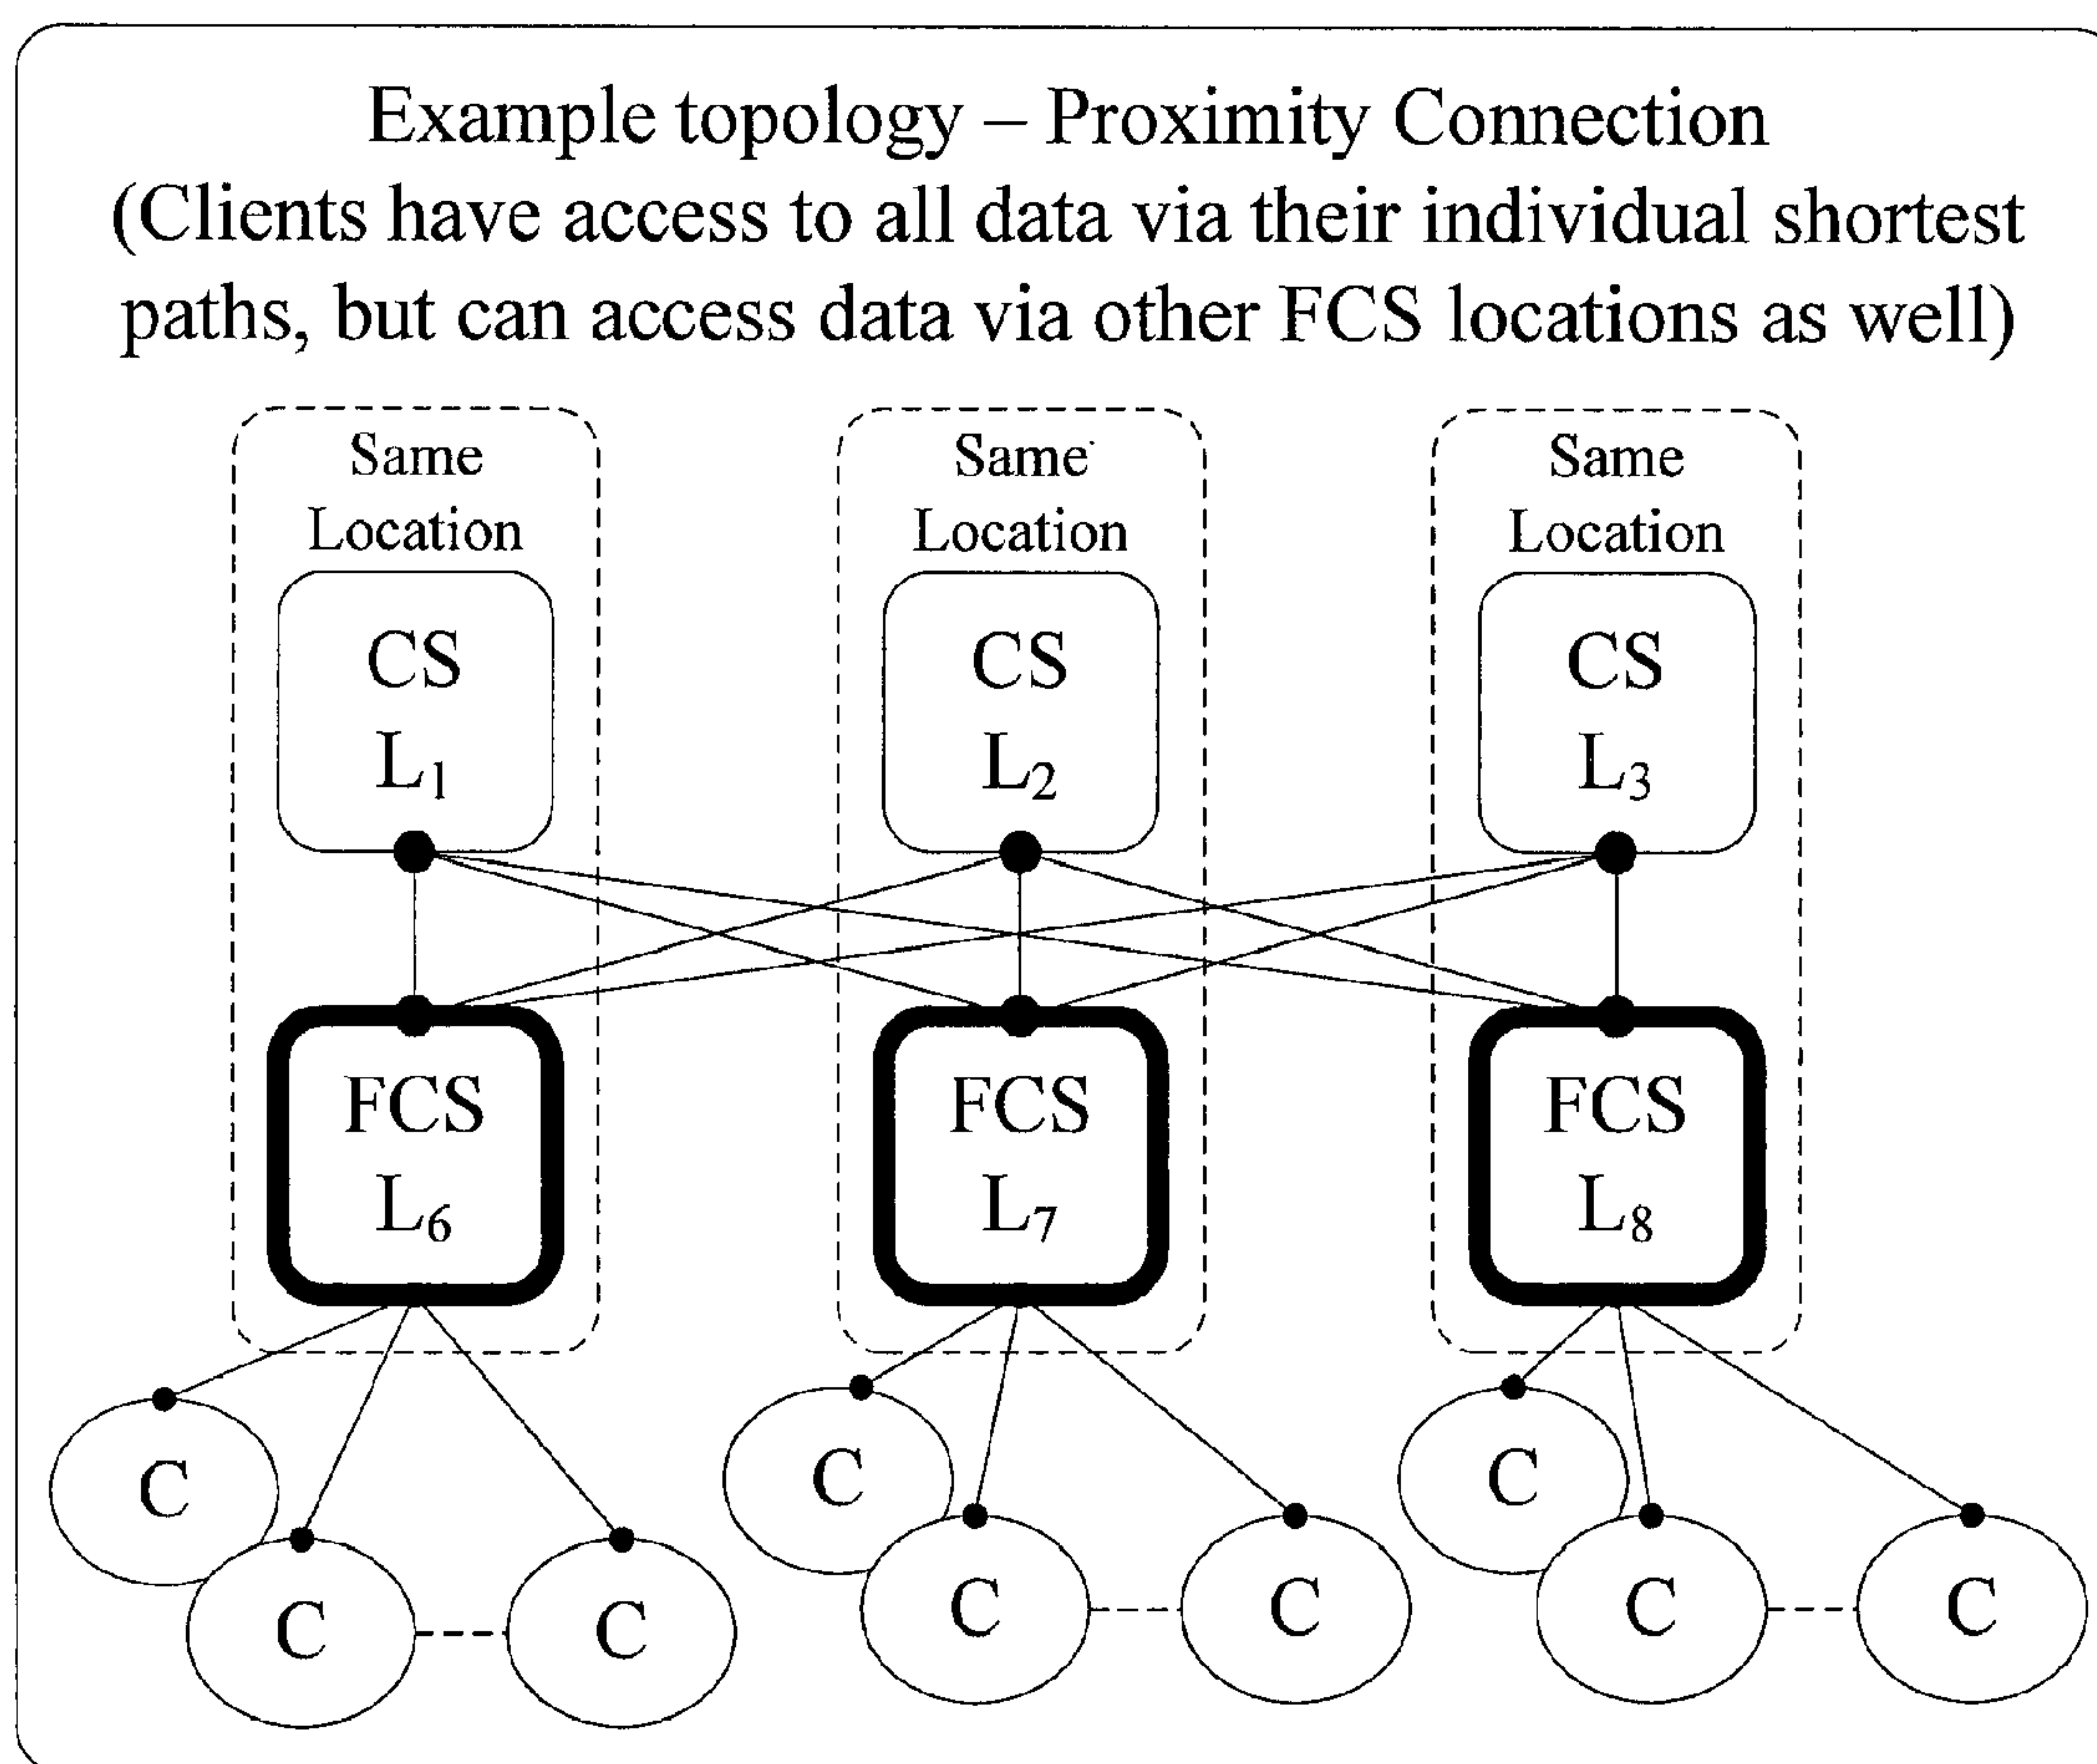 Example topology – Proximity Connection
(Clients have access to all data via their individual shortest
paths, but can access data via other FCS locations as well)
Same
Location
Same
Location
Same
Location
CS
L₁
CS
L₂
CS
L₃
FCS
L₆
FCS
L₇
FCS
L₈
C
C
C
C
C
C
C
C
C